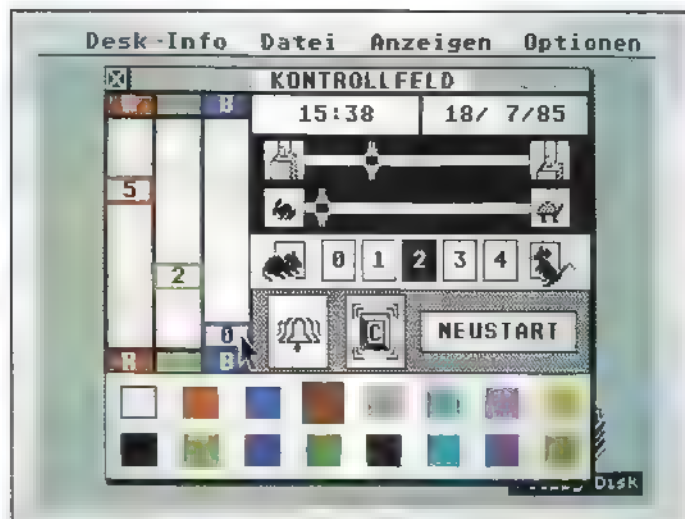 Desk-Info Datei Anzeigen Optionen
KONTROLLFELD
B
15:38 18/ 7/85
5
2
0 1 2 3 4
0
C NEUSTART
R B
Disk